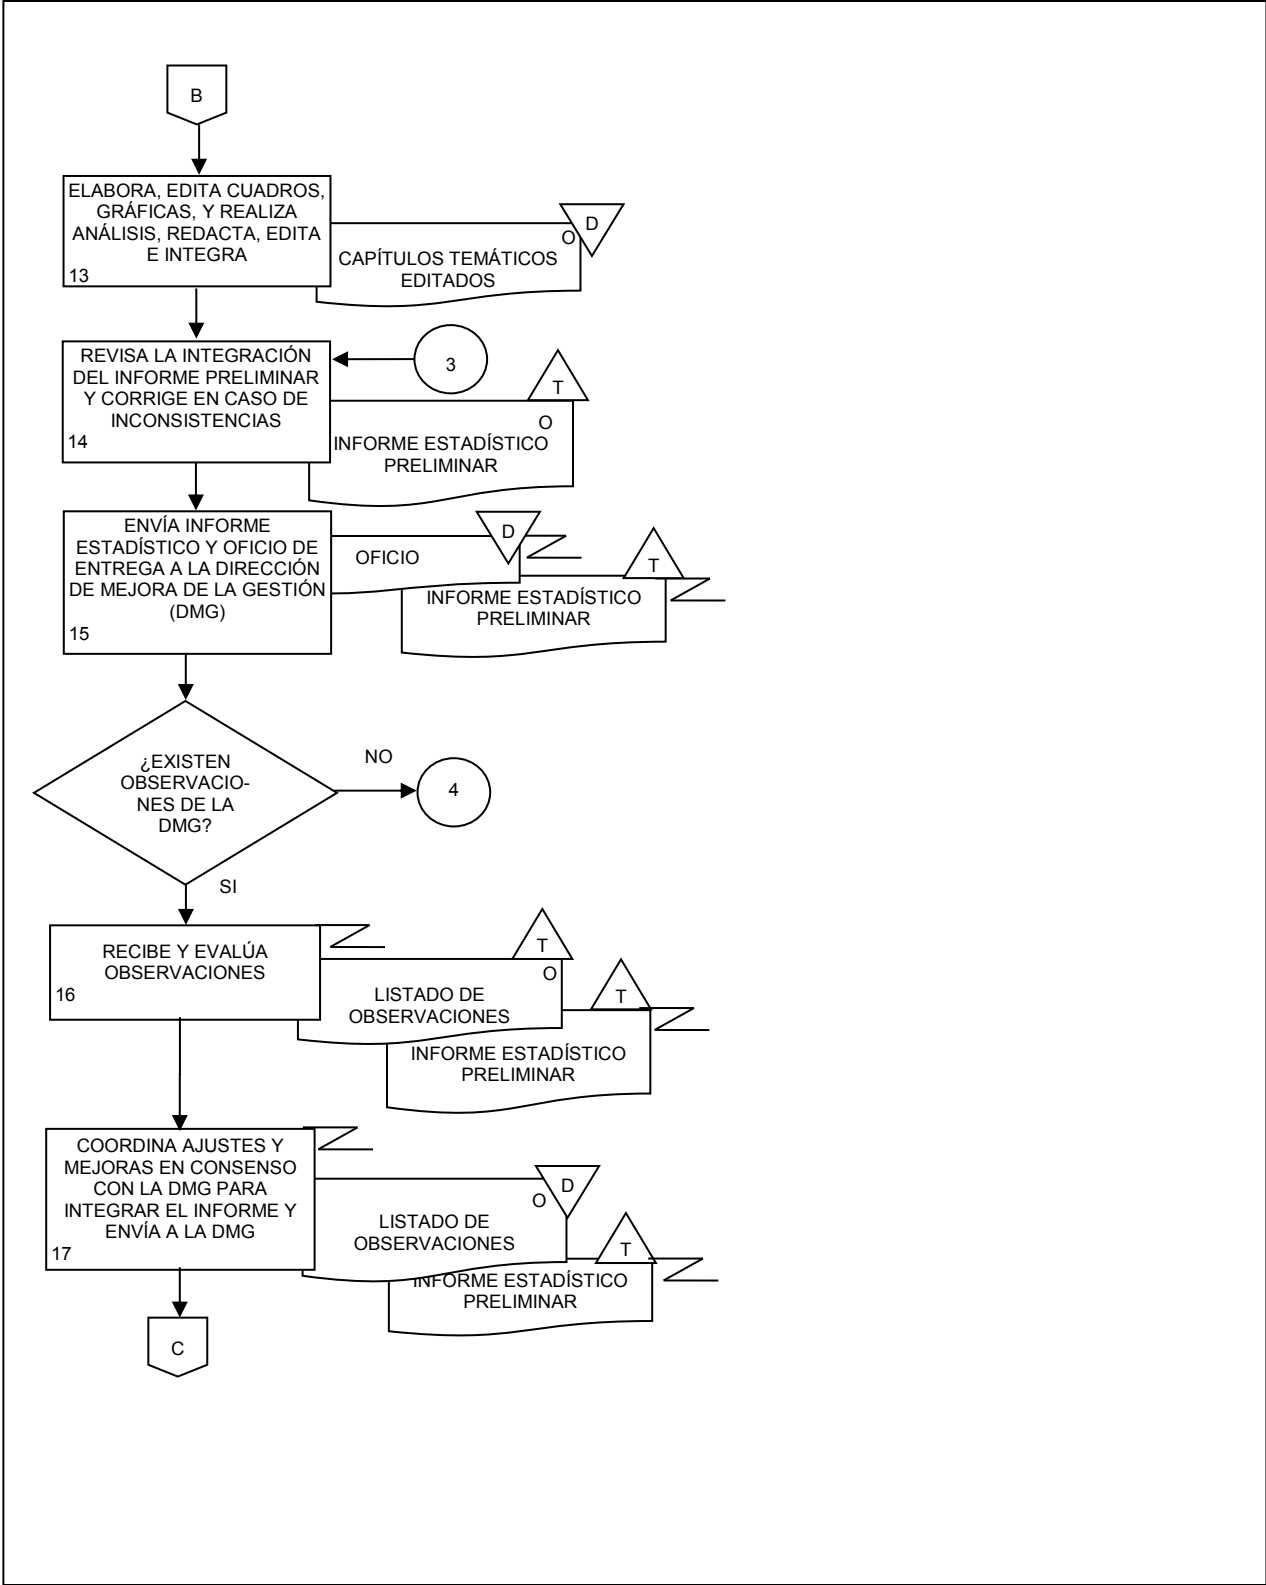 B
ELABORA, EDITA CUADROS,
GRÁFICAS, Y REALIZA
ANÁLISIS, REDACTA, EDITA
E INTEGRA
13
D
O
CAPÍTULOS TEMÁTICOS
EDITADOS
REVISA LA INTEGRACIÓN
DEL INFORME PRELIMINAR
Y CORRIGE EN CASO DE
INCONSISTENCIAS
14
3
T
O
INFORME ESTADÍSTICO
PRELIMINAR
ENVÍA INFORME
ESTADÍSTICO Y OFICIO DE
ENTREGA A LA DIRECCIÓN
DE MEJORA DE LA GESTIÓN
(DMG)
15
D
OFICIO
T
INFORME ESTADÍSTICO
PRELIMINAR
¿EXISTEN
OBSERVACIO-
NES DE LA
DMG?
NO
4
SI
RECIBE Y EVALÚA
OBSERVACIONES
16
T
O
LISTADO DE
OBSERVACIONES
T
INFORME ESTADÍSTICO
PRELIMINAR
COORDINA AJUSTES Y
MEJORAS EN CONSENSO
CON LA DMG PARA
INTEGRAR EL INFORME Y
ENVÍA A LA DMG
17
D
O
LISTADO DE
OBSERVACIONES
T
INFORME ESTADÍSTICO
PRELIMINAR
C